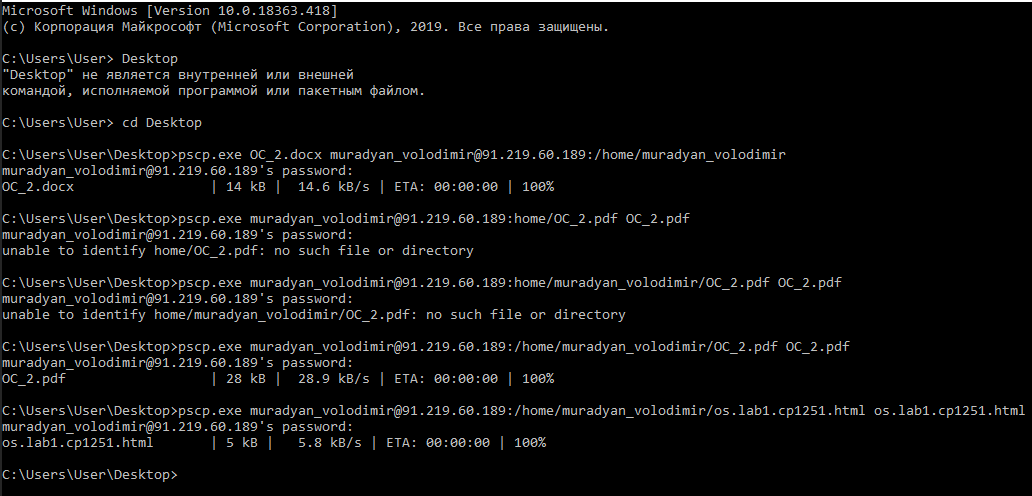 Microsoft Windows [Version 10.0.18363.418]
(c) Корпорация Майкрософт (Microsoft Corporation), 2019. Все права защищены.
C:\Users\User> Desktop
"Desktop" не является внутренней или внешней
командой, исполняемой программой или пакетным файлом.
C:\Users\User> cd Desktop
C:\Users\User\Desktop>pscp.exe OC_2.docx muradyan_volodimir@91.219.60.189:/home/muradyan_volodimir
muradyan_volodimir@91.219.60.189's password:
OC_2.docx | 14 kB | 14.6 kB/s | ETA: 00:00:00 | 100%
C:\Users\User\Desktop>pscp.exe muradyan_volodimir@91.219.60.189:home/OC_2.pdf OC_2.pdf
muradyan_volodimir@91.219.60.189's password:
unable to identify home/OC_2.pdf: no such file or directory
C:\Users\User\Desktop>pscp.exe muradyan_volodimir@91.219.60.189:home/muradyan_volodimir/OC_2.pdf OC_2.pdf
muradyan_volodimir@91.219.60.189's password:
unable to identify home/muradyan_volodimir/OC_2.pdf: no such file or directory
C:\Users\User\Desktop>pscp.exe muradyan_volodimir@91.219.60.189:/home/muradyan_volodimir/OC_2.pdf OC_2.pdf
muradyan_volodimir@91.219.60.189's password:
OC_2.pdf | 28 kB | 28.9 kB/s | ETA: 00:00:00 | 100%
C:\Users\User\Desktop>pscp.exe muradyan_volodimir@91.219.60.189:/home/muradyan_volodimir/os.lab1.cp1251.html os.lab1.cp1251.html
muradyan_volodimir@91.219.60.189's password:
os.lab1.cp1251.html | 5 kB | 5.8 kB/s | ETA: 00:00:00 | 100%
C:\Users\User\Desktop>